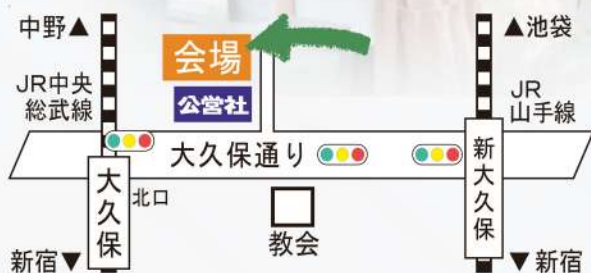 中野▲
▲池袋
会場
JR中央
総武線
公営社
JR
山手線
大久保通り
大久保
北口
新大久保
教会
新宿▼
▼新宿